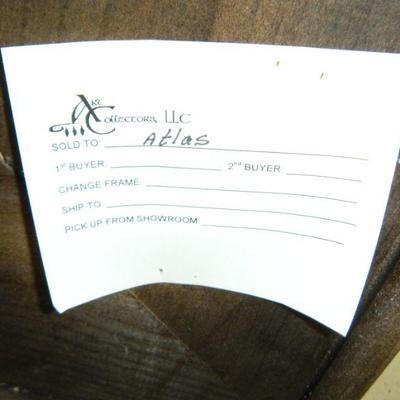 Art
Collectors, LLC
SOLD TO: Atlas
1st BUYER: 2nd BUYER
CHANGE FRAME:
SHIP TO
PICK UP FROM SHOWROOM